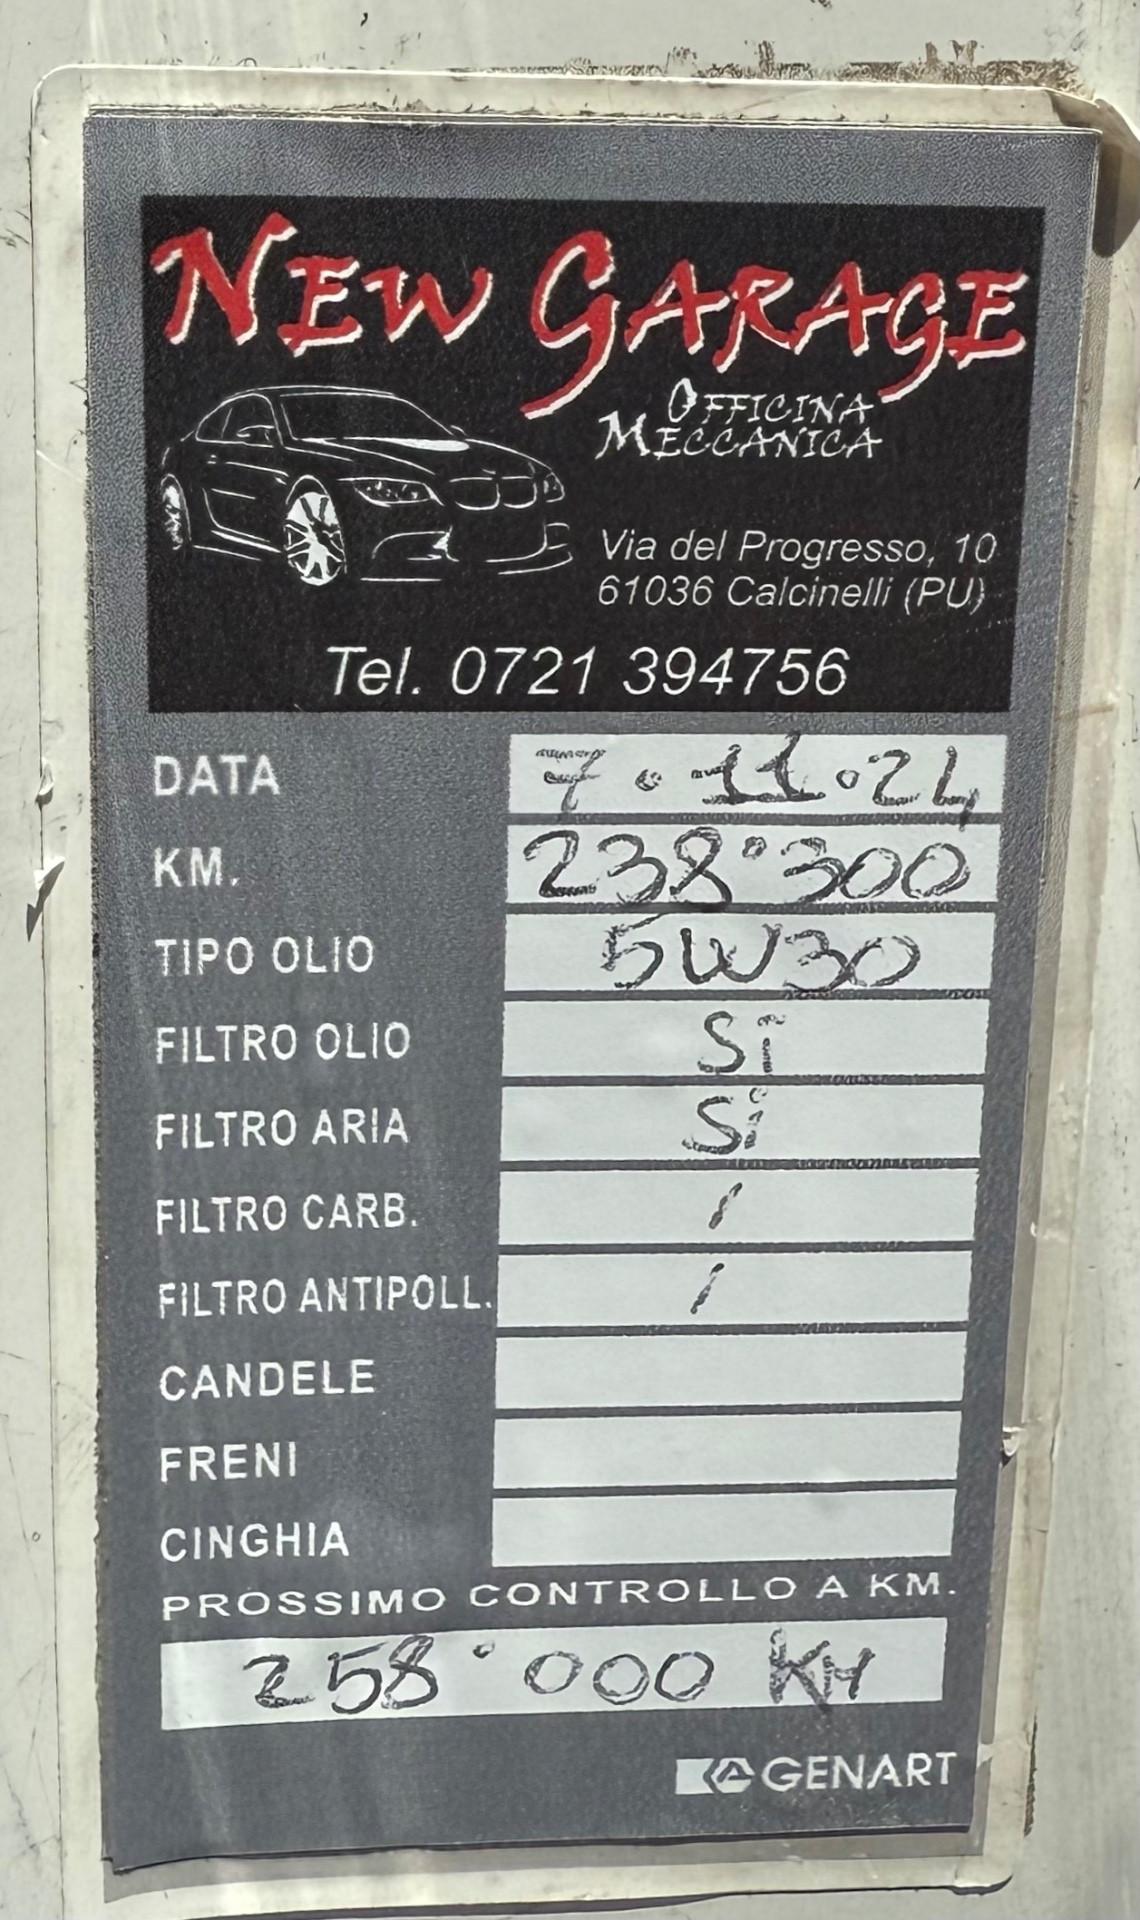 NEW GARAGE
OFFICINA
MECCANICA
Via del Progresso, 10
61036 Calcinelli (PU)
Tel. 0721 394756
DATA 7.11.24
KM. 238.300
TIPO OLIO 5W30
FILTRO OLIO Si
FILTRO ARIA Si
FILTRO CARB. /
FILTRO ANTIPOLL. /
CANDELE
FRENI
CINGHIA
PROSSIMO CONTROLLO A KM.
258.000 KM
GENART